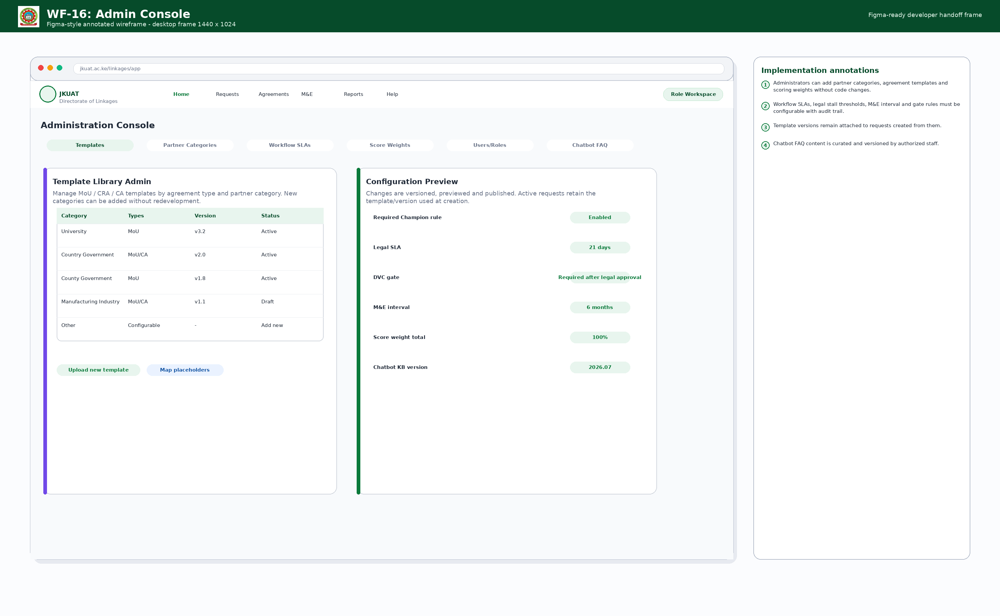 WF-16: Admin Console
Figma-style annotated wireframe - desktop frame 1440 x 1024
Figma-ready developer handoff frame
jkuat.ac.ke/linkages/app
JKUAT
Directorate of Linkages
Home
Requests
Agreements
M&E
Reports
Help
Role Workspace
Administration Console
Templates
Partner Categories
Workflow SLAs
Score Weights
Users/Roles
Chatbot FAQ
Template Library Admin
Manage MoU / CRA / CA templates by agreement type and partner category. New
categories can be added without redevelopment.
Category Types Version Status
University MoU v3.2 Active
Country Government MoU/CA v2.0 Active
County Government MoU v1.8 Active
Manufacturing Industry MoU/CA v1.1 Draft
Other Configurable - Add new
Upload new template
Map placeholders
Configuration Preview
Changes are versioned, previewed and published. Active requests retain the
template/version used at creation.
Required Champion rule Enabled
Legal SLA 21 days
DVC gate Required after legal approval
M&E interval 6 months
Score weight total 100%
Chatbot KB version 2026.07
Implementation annotations
1 Administrators can add partner categories, agreement templates and
scoring weights without code changes.
2 Workflow SLAs, legal stall thresholds, M&E interval and gate rules must be
configurable with audit trail.
3 Template versions remain attached to requests created from them.
4 Chatbot FAQ content is curated and versioned by authorized staff.